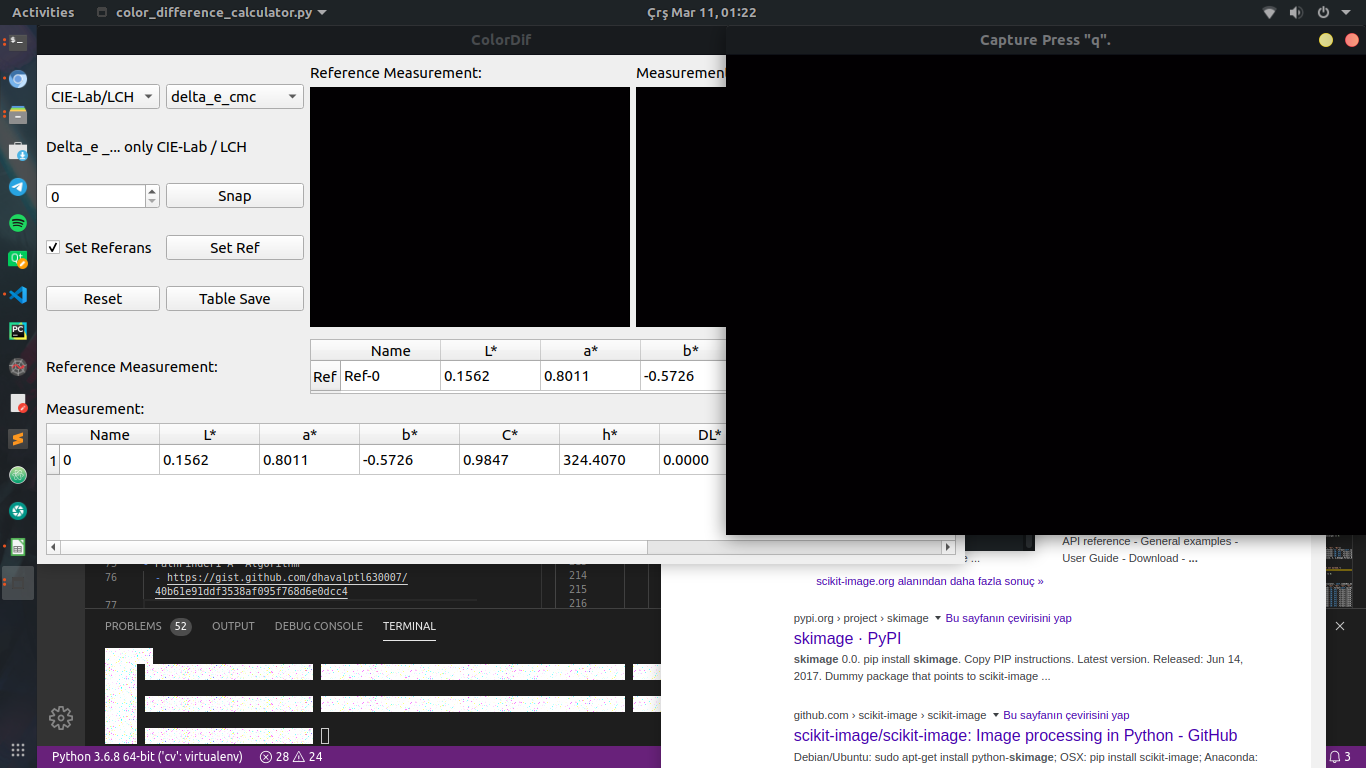 Activities color_difference_calculator.py Çrş Mar 11, 01:22
ColorDif
Capture Press "q".
CIE-Lab/LCH delta_e_cmc
Reference Measurement:
Measurement
Delta_e _... only CIE-Lab / LCH
0 Snap
Set Referans Set Ref
Reset Table Save
Reference Measurement:
Name L* a* b*
Ref Ref-0 0.1562 0.8011 -0.5726
Measurement:
Name L* a* b* C* h* DL*
1 0 0.1562 0.8011 -0.5726 0.9847 324.4070 0.0000
76 - https://gist.github.com/dhavalptl630007/
40b61e91ddf3538af095f768d6e0dcc4
77
214
215
216
PROBLEMS 52 OUTPUT DEBUG CONSOLE TERMINAL
Python 3.6.8 64-bit ('cv': virtualenv) 28 24
API reference - General examples -
User Guide - Download - ...
scikit-image.org alanından daha fazla sonuç »
pypi.org › project › skimage Bu sayfanın çevirisini yap
skimage · PyPI
skimage 0.0. pip install skimage. Copy PIP instructions. Latest version. Released: Jun 14,
2017. Dummy package that points to scikit-image ...
github.com › scikit-image › scikit-image Bu sayfanın çevirisini yap
scikit-image/scikit-image: Image processing in Python - GitHub
Debian/Ubuntu: sudo apt-get install python-skimage; OSX: pip install scikit-image; Anaconda:
3